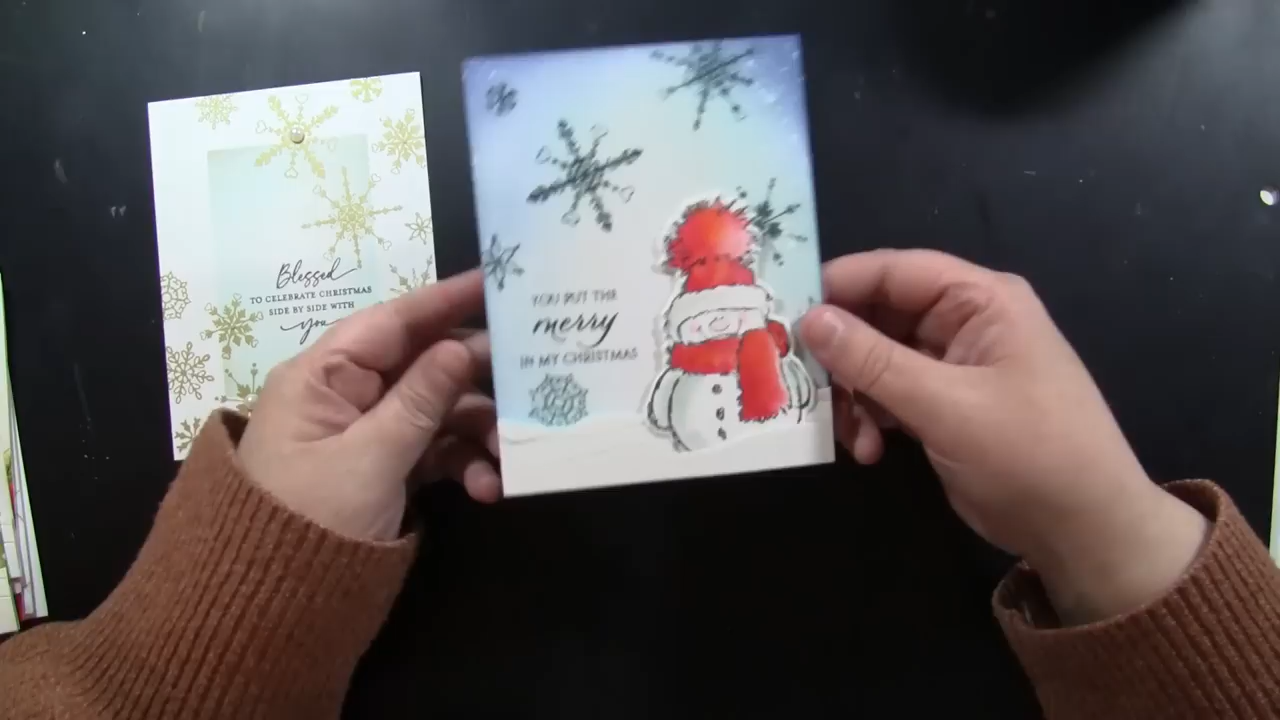 Blessed
TO CELEBRATE CHRISTMAS
SIDE BY SIDE WITH
you
YOU PUT THE
merry
IN MY CHRISTMAS